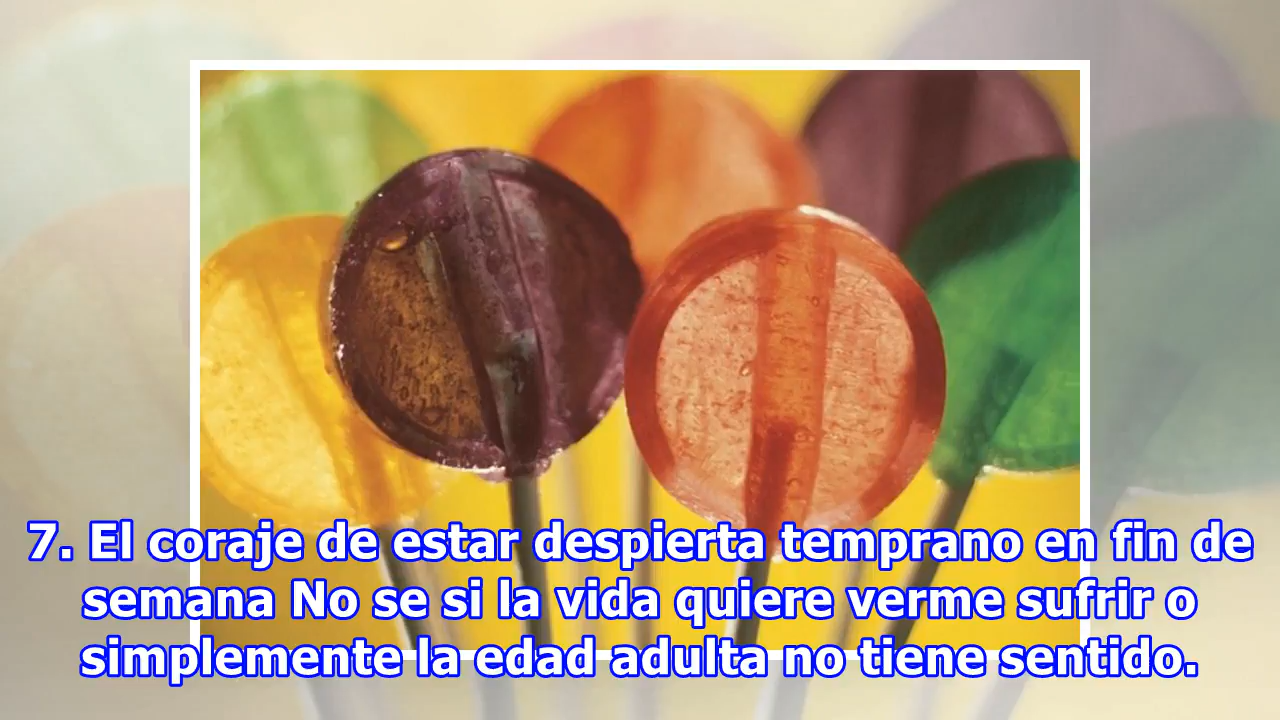 7. El coraje de estar despierta temprano en fin de
semana No se si la vida quiere verme sufrir o
simplemente la edad adulta no tiene sentido.